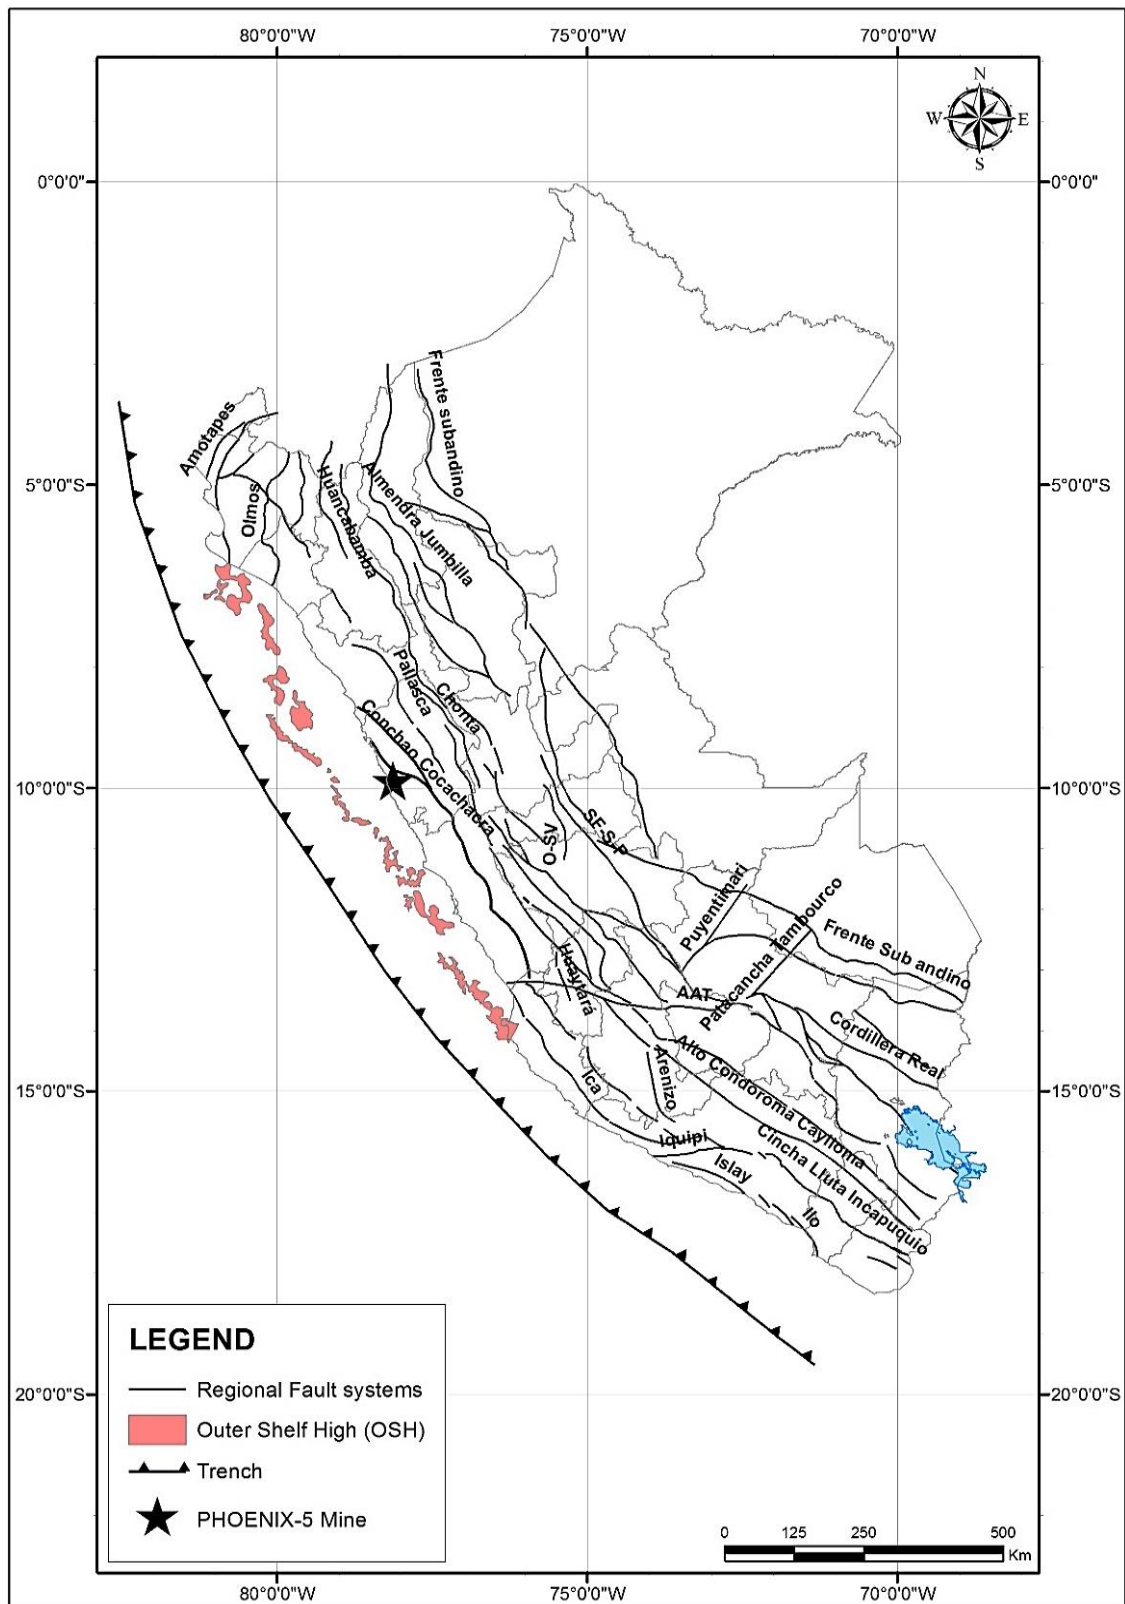 80°0'0"W
75°0'0"W
70°0'0"W
N
W
E
S
0°0'0"
0°0'0"
Frente subandino
Amotapes
5°0'0"S
5°0'0"S
Olmos
Huancabamba
Almendra Jumbilla
Pallasca
Chonta
Conchao Cocachacra
10°0'0"S
10°0'0"S
SF-S-P
O-SV
Puyentimari
Patacancha Tambourco
Frente Sub andino
Huaytará
AAT
Cordillera Real
Ica
Arenizo
Alto Condoroma Caylloma
15°0'0"S
15°0'0"S
Iquipi
Islay
Cincha Lluta Incapuquio
Ilo
LEGEND
Regional Fault systems
Outer Shelf High (OSH)
Trench
PHOENIX-5 Mine
20°0'0"S
20°0'0"S
0 125 250 500
Km
80°0'0"W
75°0'0"W
70°0'0"W